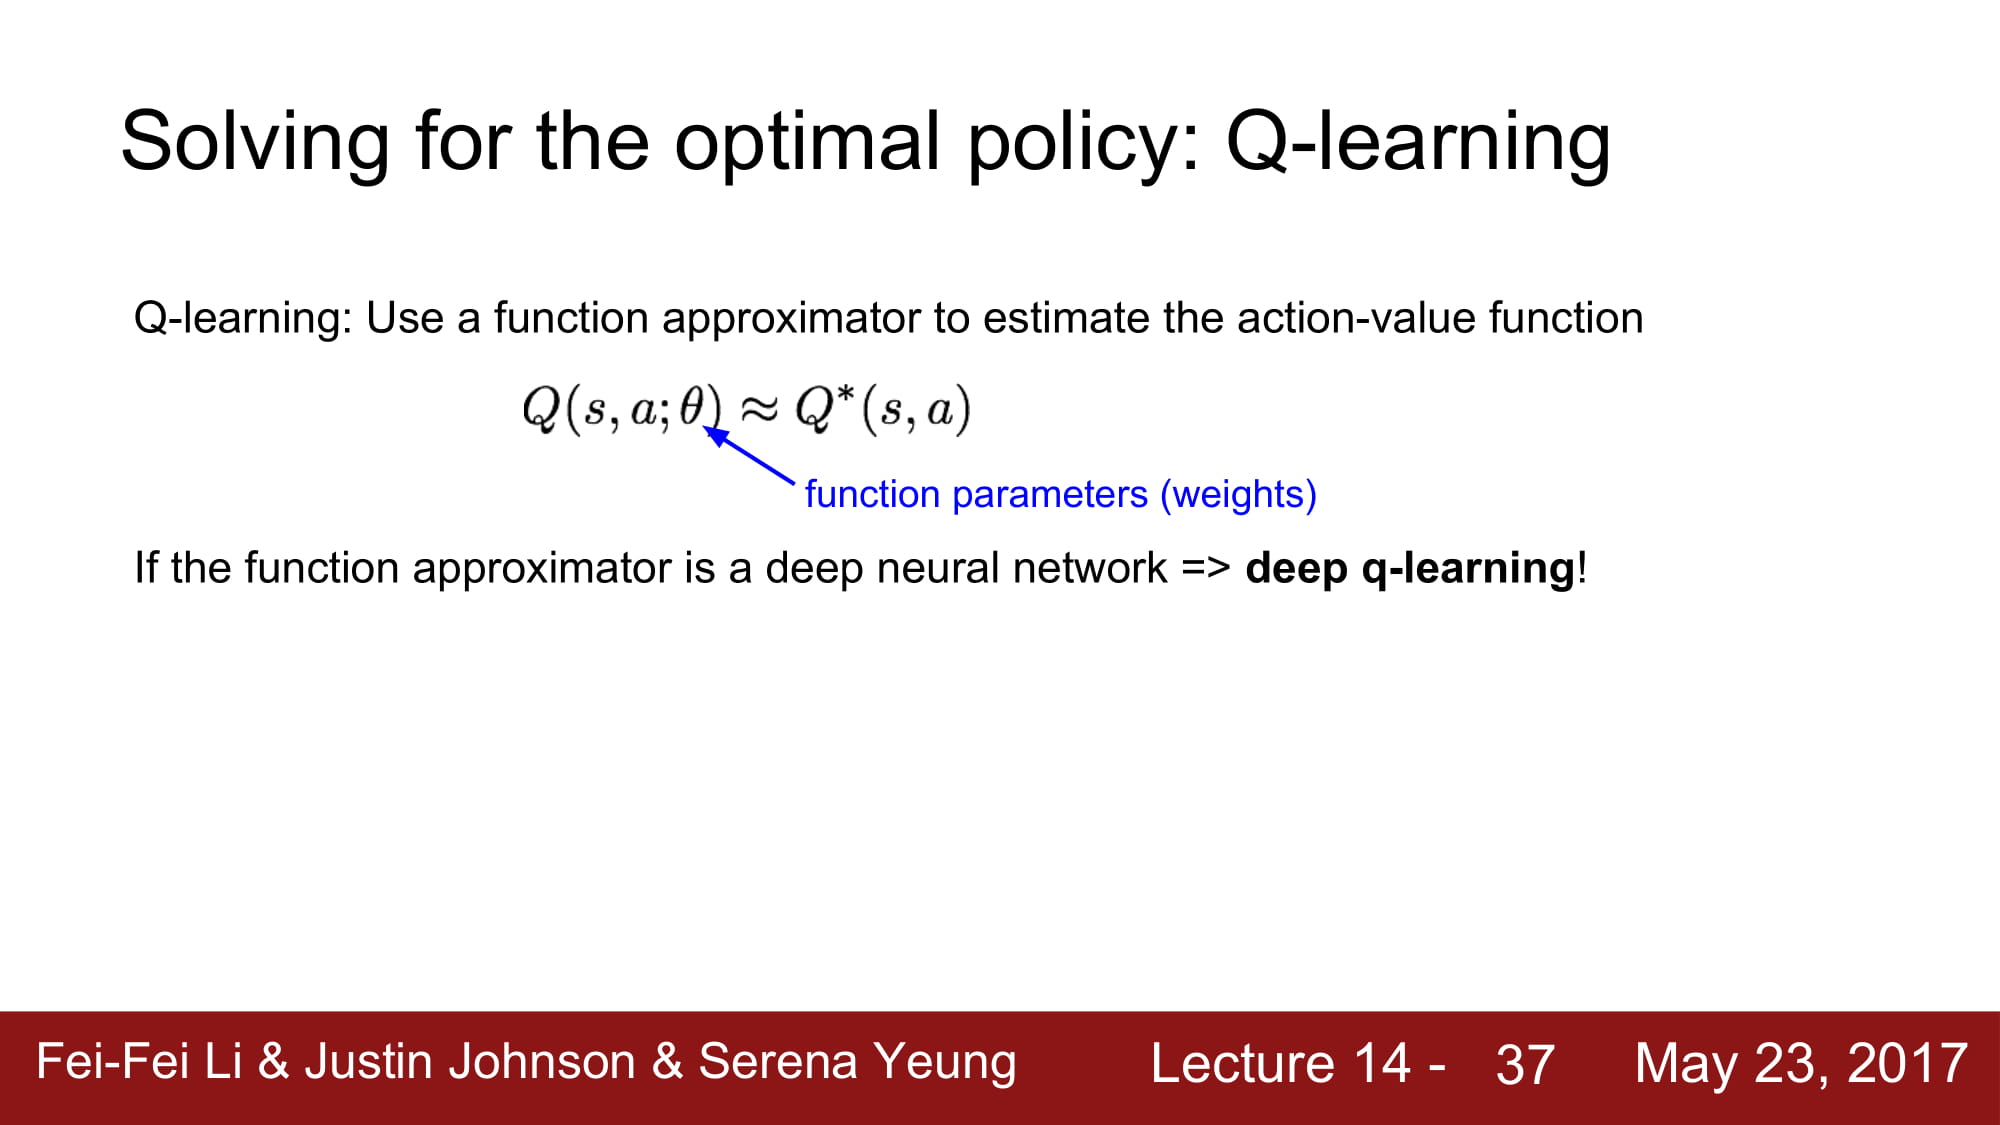 Solving for the optimal policy: Q-learning
Q-learning: Use a function approximator to estimate the action-value function
Q(s, a; θ) ≈ Q*(s, a)
function parameters (weights)
If the function approximator is a deep neural network => deep q-learning!
Fei-Fei Li & Justin Johnson & Serena Yeung Lecture 14 - 37 May 23, 2017